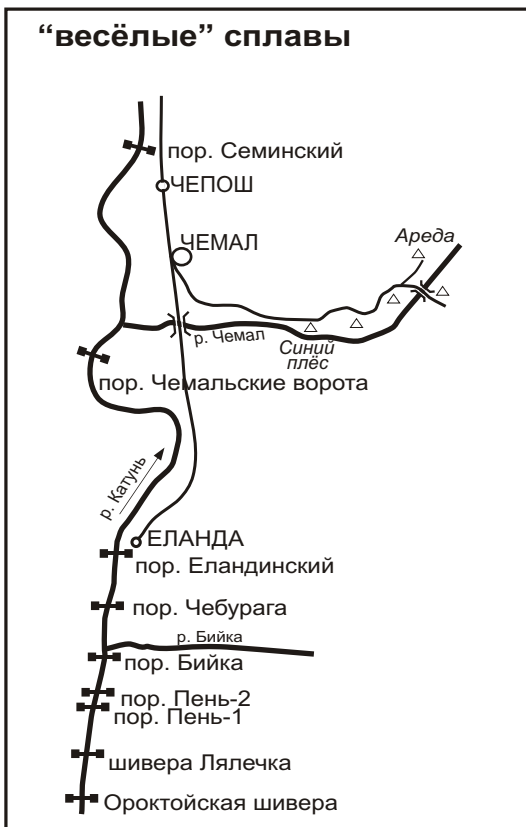 “весёлые” сплавы
пор. Семинский
ЧЕПОШ
ЧЕМАЛ
Ареда
р. Чемал
Синий
плёс
пор. Чемальские ворота
р. Катунь
ЕЛАНДА
пор. Еландинский
пор. Чебурага
р. Бийка
пор. Бийка
пор. Пень-2
пор. Пень-1
шивера Лялечка
Ороктойская шивера